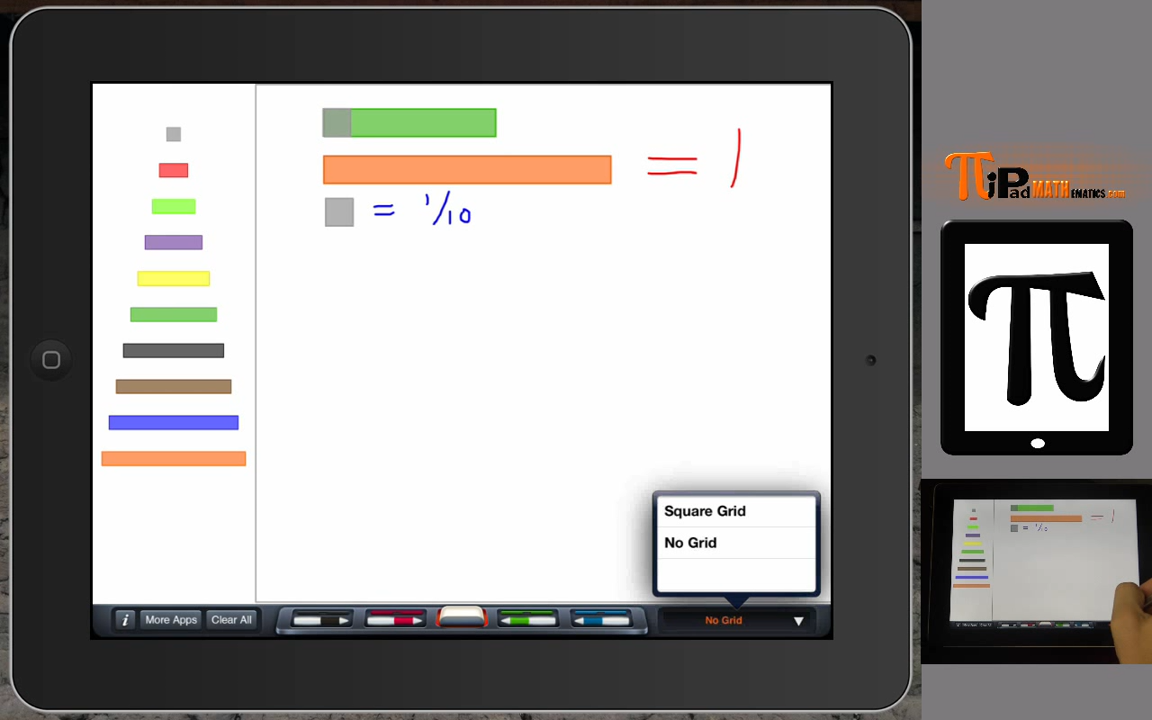 = 1
= 1/10
Square Grid
No Grid
i
More Apps
Clear All
No Grid
iPad MATHEMATICS.com